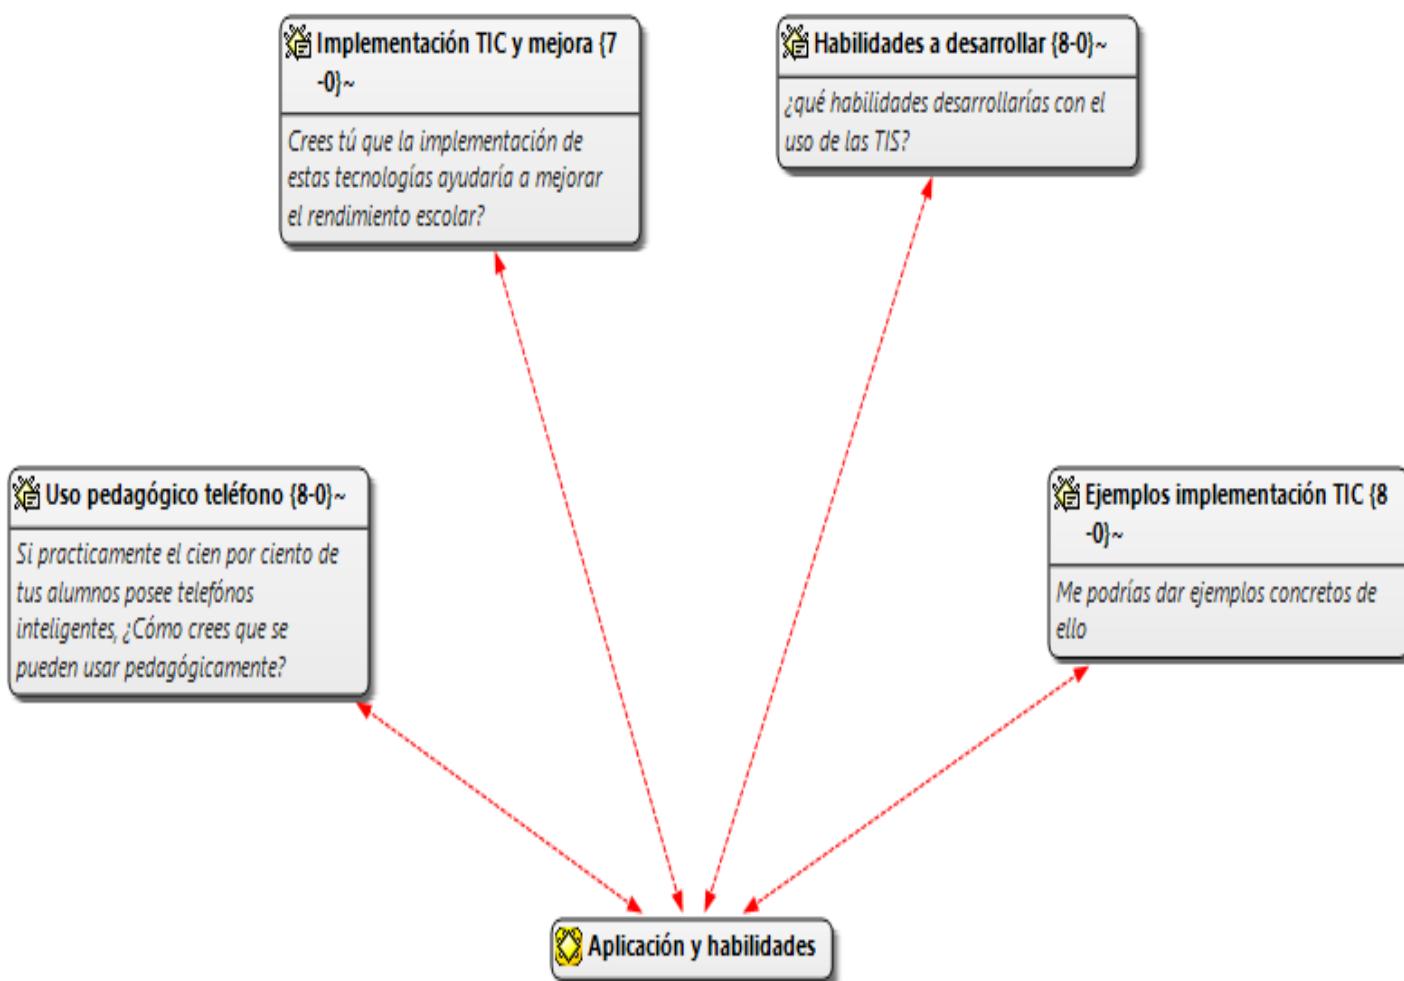 Implementación TIC y mejora {7
-0}~
Crees tú que la implementación de
estas tecnologías ayudaría a mejorar
el rendimiento escolar?
Habilidades a desarrollar {8-0}~
¿qué habilidades desarrollarías con el
uso de las TIS?
Uso pedagógico teléfono {8-0}~
Si practicamente el cien por ciento de
tus alumnos posee telefónos
inteligentes, ¿Cómo crees que se
pueden usar pedagógicamente?
Ejemplos implementación TIC {8
-0}~
Me podrías dar ejemplos concretos de
ello
Aplicación y habilidades